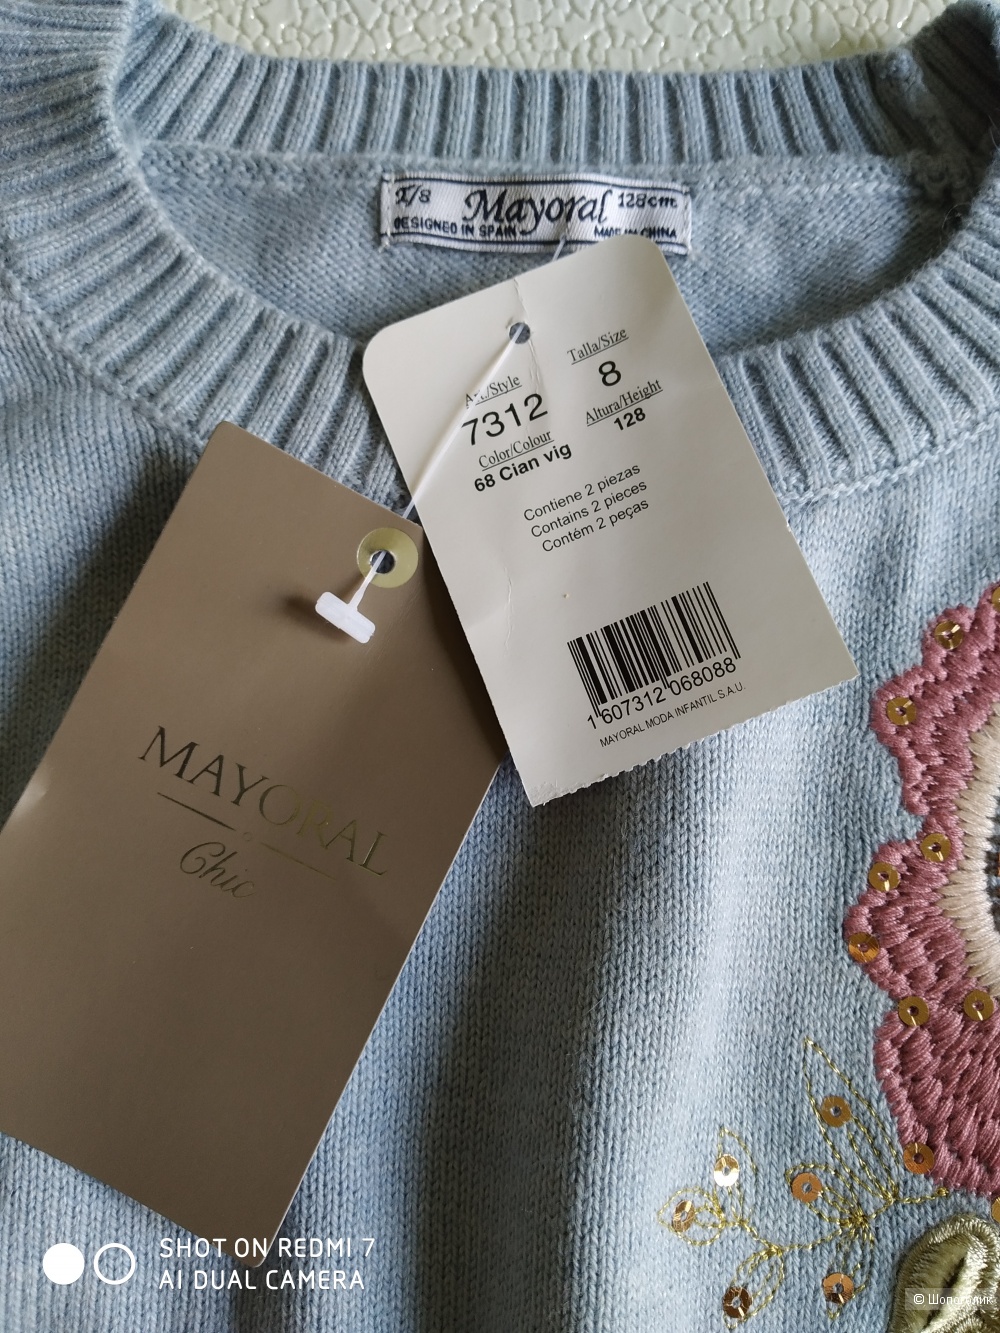 T/8 Mayoral 128cm
DESIGNED IN SPAIN MADE IN CHINA
Art./Style
7312
Color/Colour
68 Cian vig
Talla/Size
8
Altura/Height
128
Contiene 2 piezas
Contains 2 pieces
Contém 2 peças
1 607312 068088
MAYORAL MODA INFANTIL S.A.U.
MAYORAL
Chic
SHOT ON REDMI 7
AI DUAL CAMERA
© Шопоголик